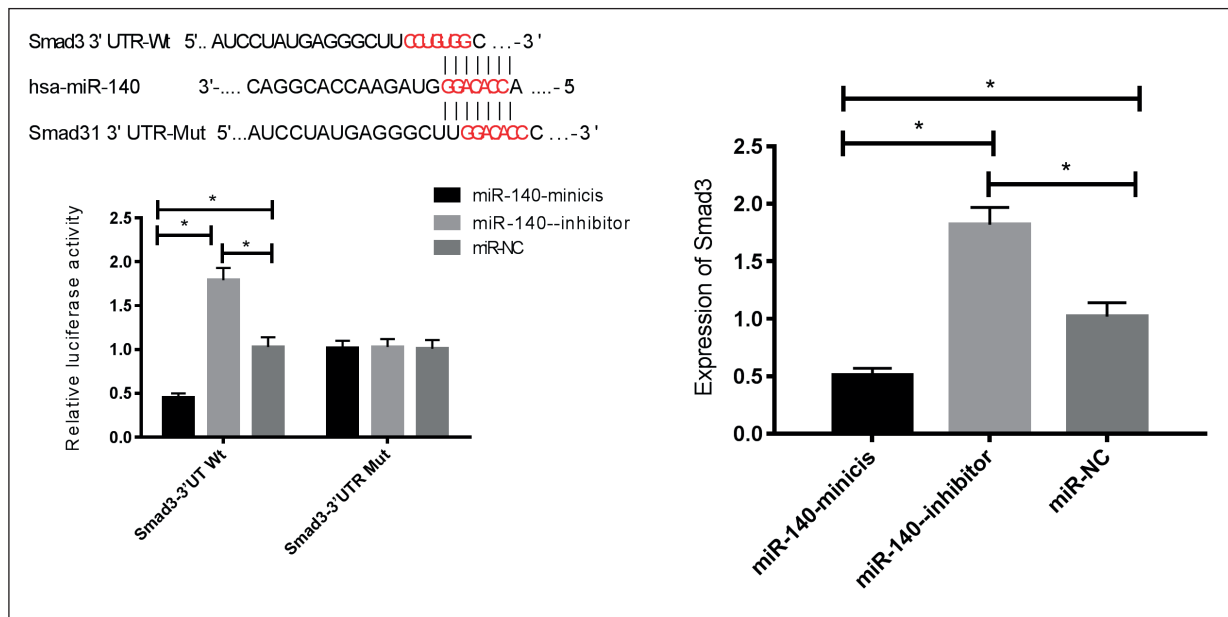 Smad3 3' UTR-Wt 5'.. AUCCUAUGAGGGCUUCCUGUGGC ...-3'
hsa-miR-140 3'-.... CAGGCACCAAGAUGGGACACCA ....-5
Smad31 3' UTR-Mut 5'...AUCCUAUGAGGGCUUGGACACCC ...-3'
miR-140-minicis
miR-140--inhibitor
miR-NC
Relative luciferase activity
2.5
2.0
1.5
1.0
0.5
0.0
*
*
*
Smad3-3'UT Wt
Smad3-3'UTR Mut
Expression of Smad3
2.5
2.0
1.5
1.0
0.5
0.0
*
*
*
miR-140-minicis
miR-140--inhibitor
miR-NC